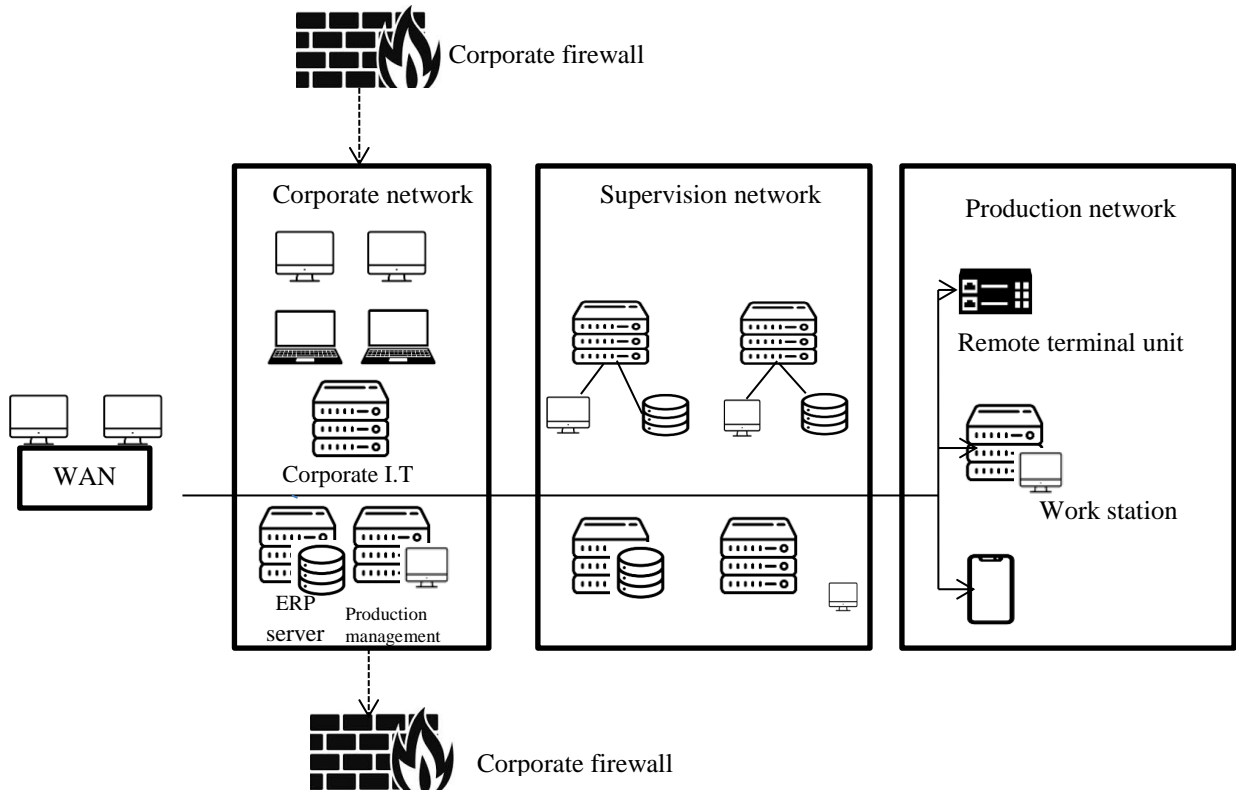 Corporate firewall
Corporate network
Supervision network
Production network
Remote terminal unit
WAN
Corporate I.T
Work station
ERP
server
Production
management
Corporate firewall